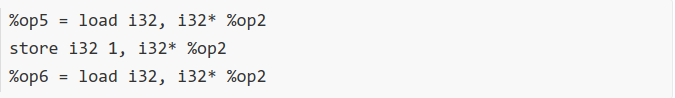 %op5 = load i32, i32* %op2
store i32 1, i32* %op2
%op6 = load i32, i32* %op2